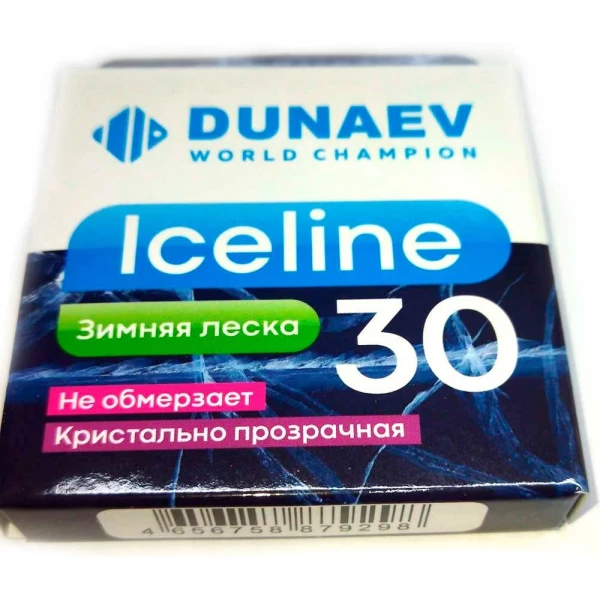 DUNAEV
WORLD CHAMPION
Iceline
Зимняя леска
30
Не обмерзает
Кристально прозрачная
4 656758 879298